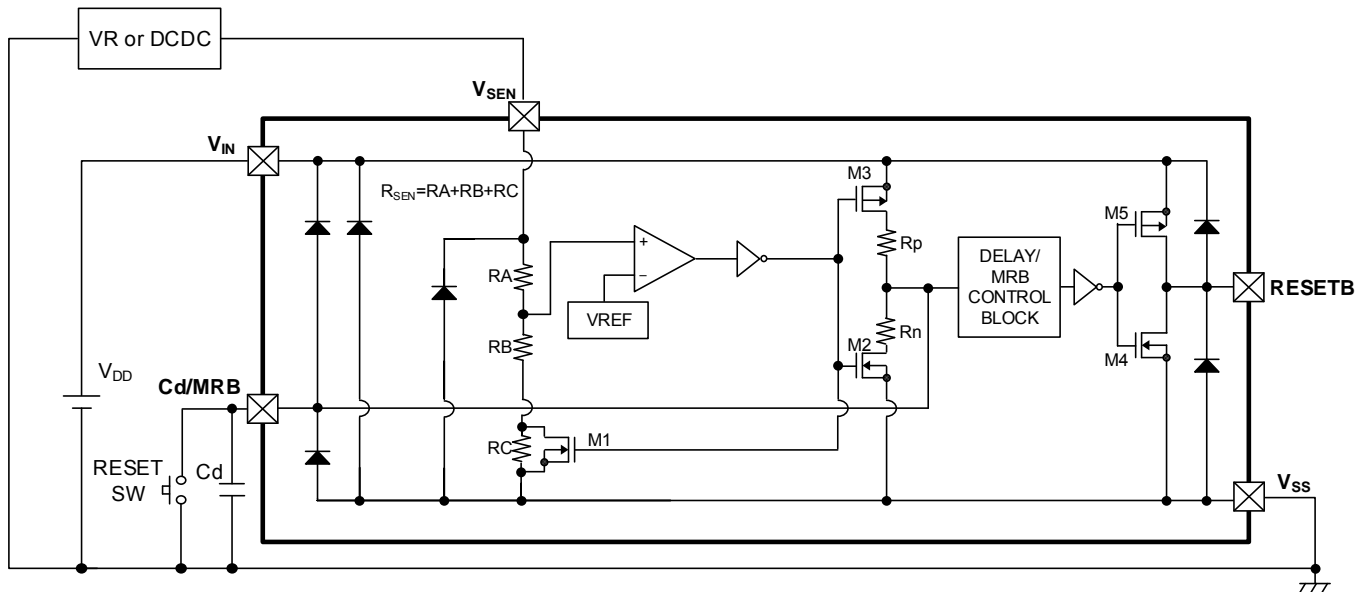 VR or DCDC
VSEN
VIN
RSEN=RA+RB+RC
M3
M5
Rp
RA
+
−
DELAY/
MRB
CONTROL
BLOCK
RESETB
VREF
RB
Rn
M2
M4
VDD
Cd/MRB
RC
M1
RESET
SW
Cd
VSS